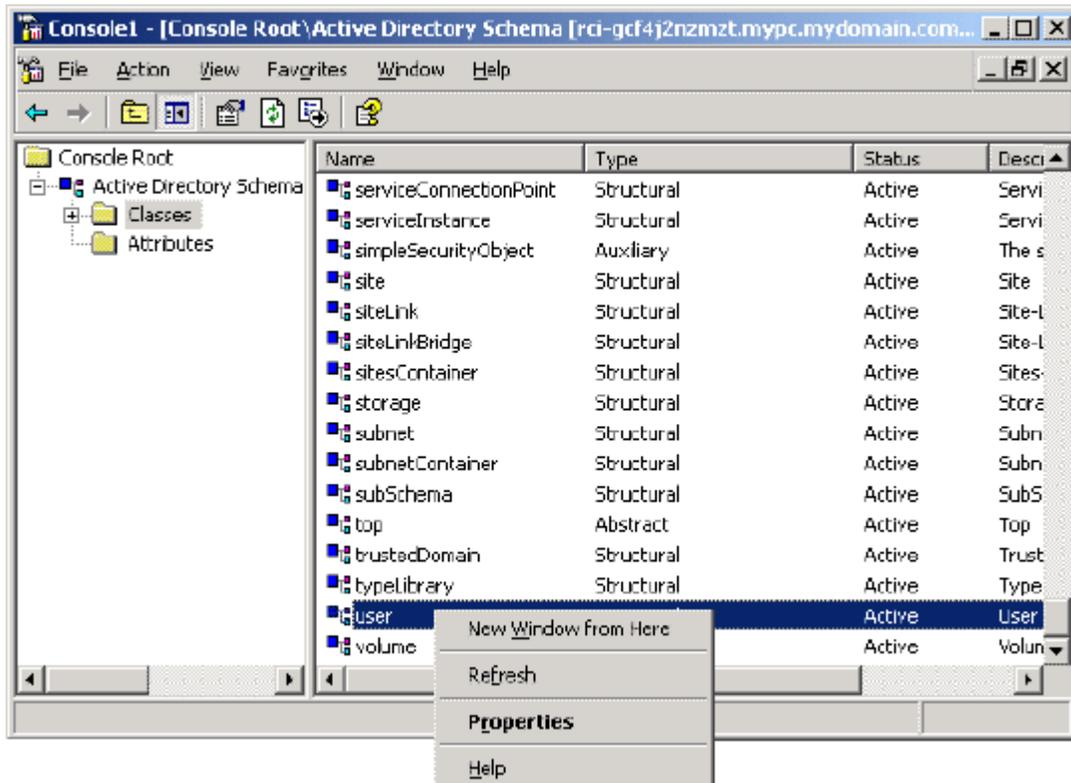 Console1 - [Console Root\Active Directory Schema [rci-gcf4j2nzmzt.mypc.mydomain.com...
File Action View Favorites Window Help
Console Root
Active Directory Schema
Classes
Attributes
Name Type Status Descri
serviceConnectionPoint Structural Active Servi
serviceInstance Structural Active Servi
simpleSecurityObject Auxiliary Active The s
site Structural Active Site
siteLink Structural Active Site-L
siteLinkBridge Structural Active Site-L
sitesContainer Structural Active Sites-
storage Structural Active Stora
subnet Structural Active Subn
subnetContainer Structural Active Subn
subSchema Structural Active SubS
top Abstract Active Top
trustedDomain Structural Active Trust
typeLibrary Structural Active Type
user Active User
volume Active Volun
New Window from Here
Refresh
Properties
Help